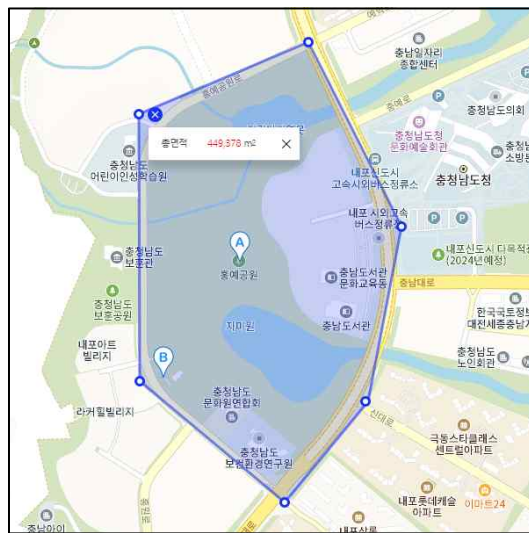 충남일자리
종합센터
홍예공원로
충예로
충남도의회
P
충청남도청
문화예술회관
총면적 449,378 m²
충청남도
어린이인성학습원
내포신도시
고속시외버스정류소
충청남도청
내포 시외고속
충청남도
보훈관
A
홍예공원
충남도서관
문화교육동
내포신도시 다목적
(2024년예정)
충청남도
보훈공원
자미원
충남도서관
충남대로
한국국토정보
대전세종충남
내포아트
빌리지
B
충청남도
문화원연합회
충청남도
노인회관
라커힐빌리지
신대로
충청남도
보건환경연구원
극동스타클래스
센트럴아파트
내포롯데캐슬
아파트
이마트24
충남아이